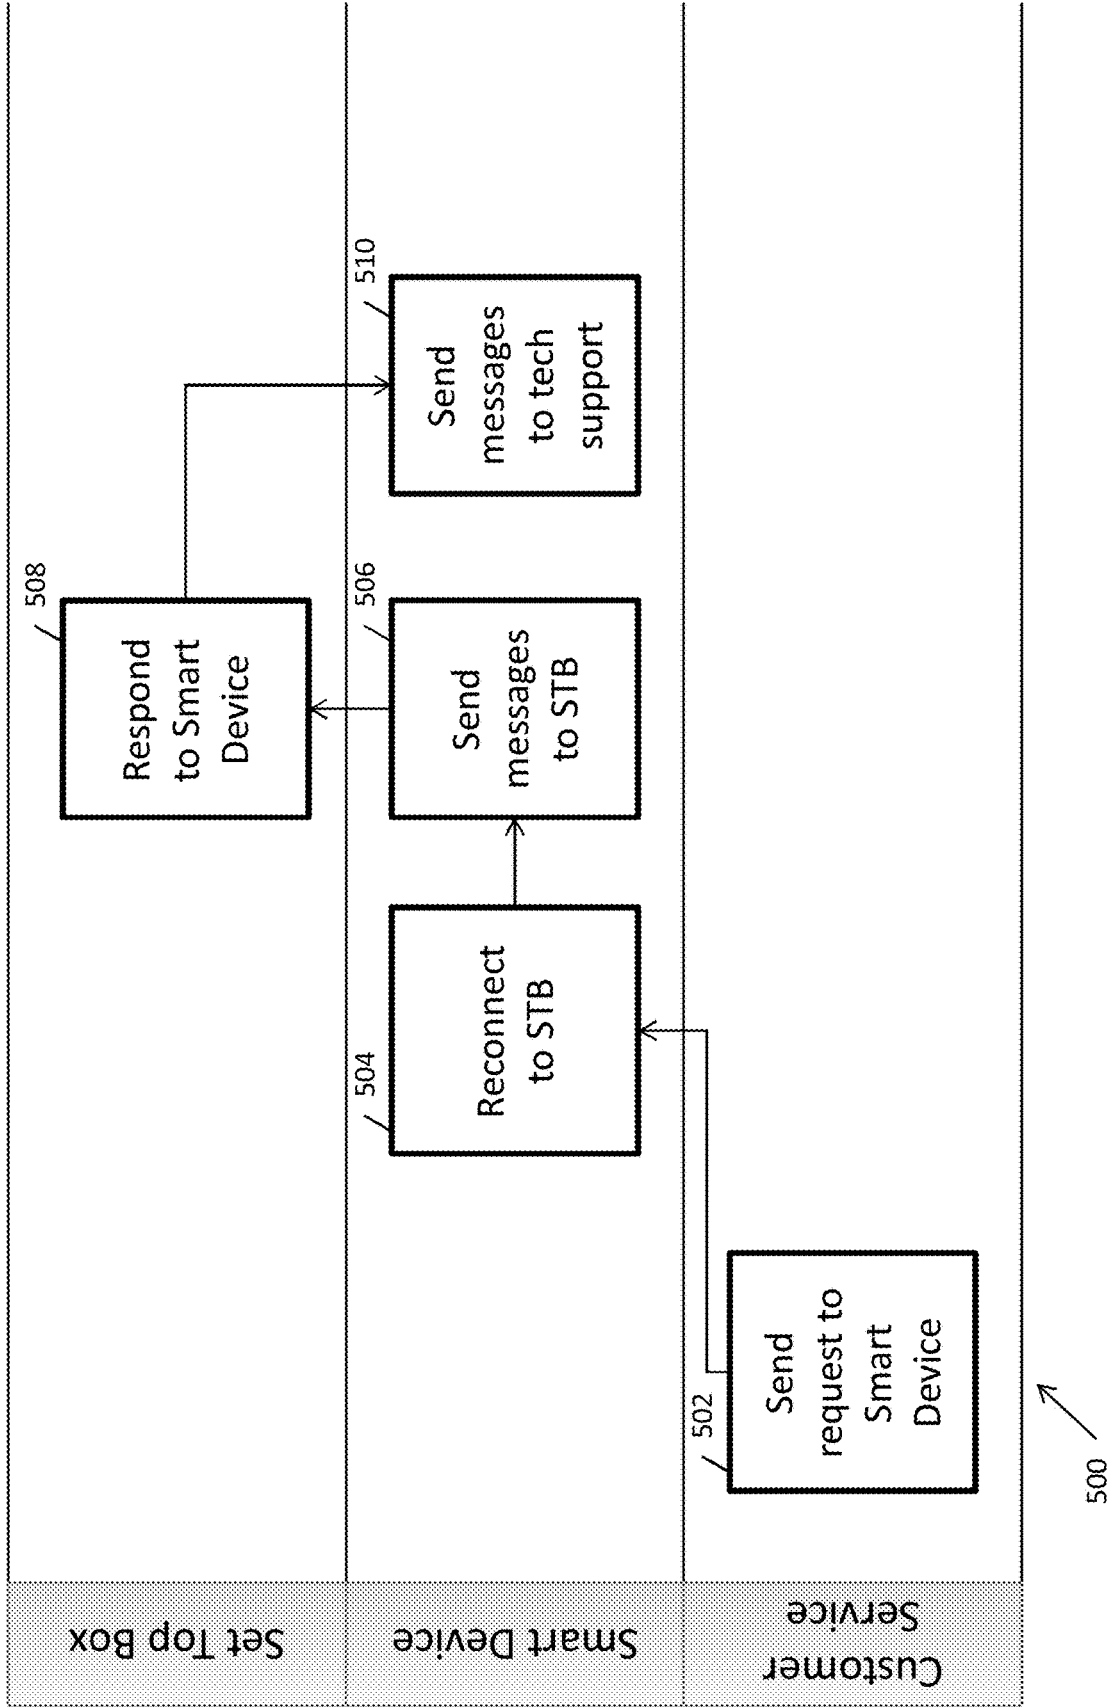 Set Top Box
Smart Device
Customer
Service
508
Respond
to Smart
Device
504
Reconnect
to STB
506
Send
messages
to STB
510
Send
messages
to tech
support
502
Send
request to
Smart
Device
500